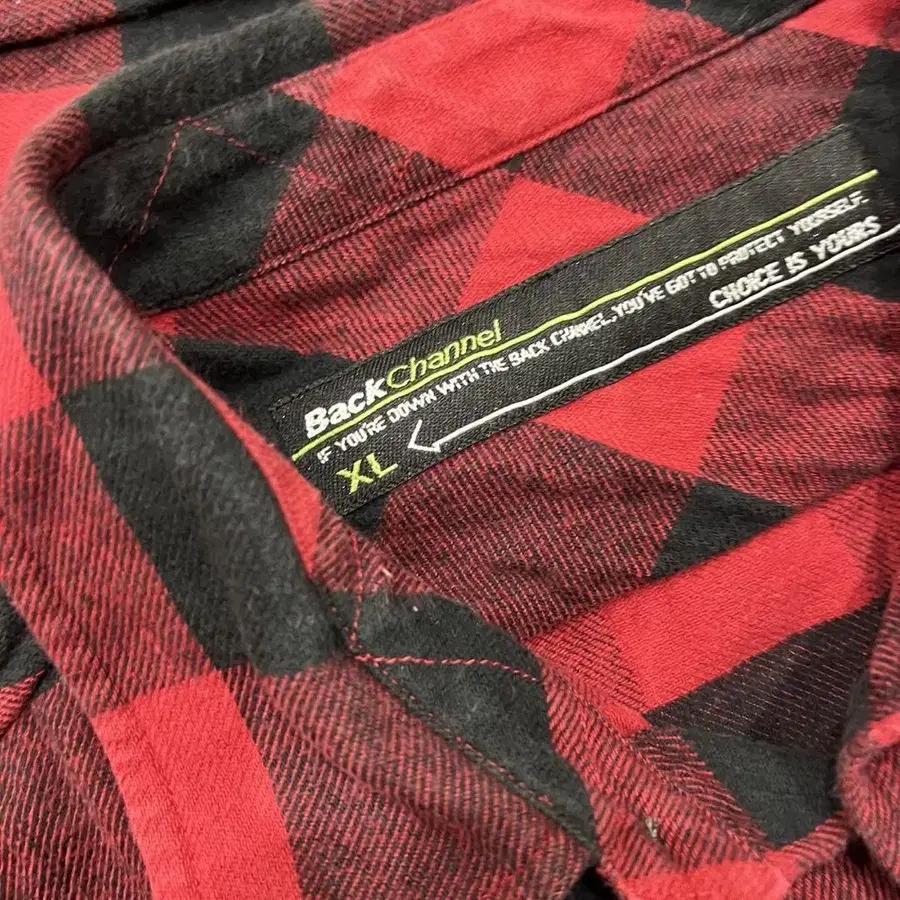 BackChannel
IF YOU'RE DOWN WITH THE BACK CHANNEL,YOU'VE GOT TO PROTECT YOURSELF.
XL
CHOICE IS YOURS